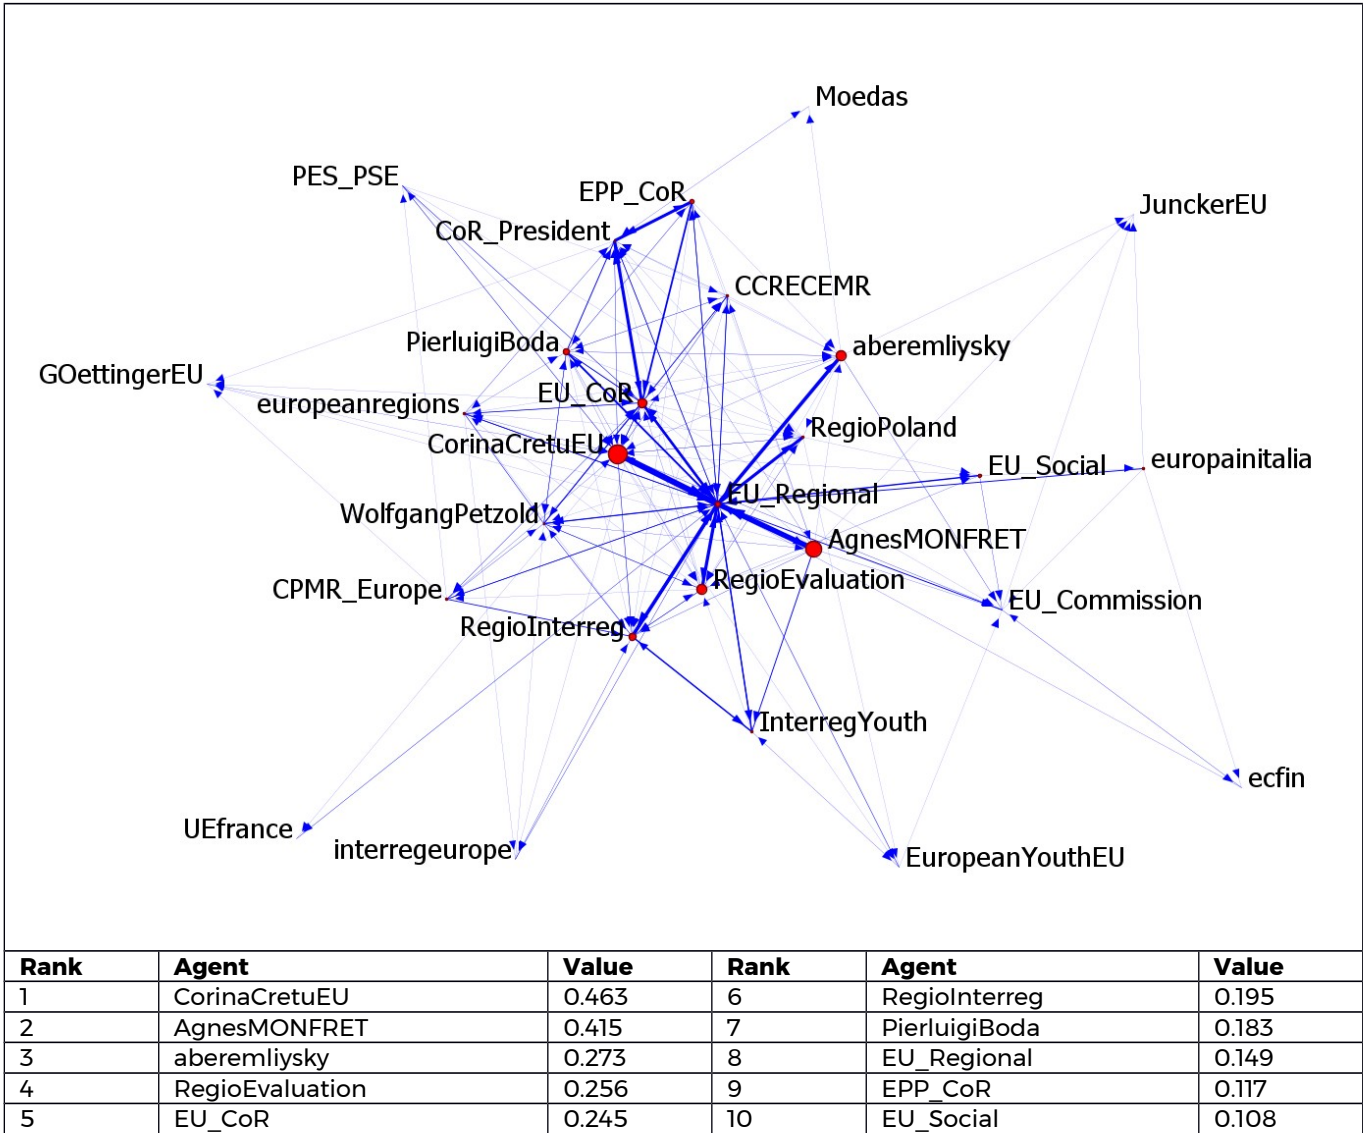 Moedas
PES_PSE
EPP_CoR
JunckerEU
CoR_President
CCRECEMR
PierluigiBoda
aberemliysky
GOettingerEU
EU_CoR
europeanregions
RegioPoland
CorinaCretuEU
EU_Social
europainitalia
EU_Regional
WolfgangPetzold
AgnesMONFRET
RegioEvaluation
CPMR_Europe
EU_Commission
RegioInterreg
InterregYouth
ecfin
UEfrance
interregeurope
EuropeanYouthEU
Rank Agent Value Rank Agent Value
1 CorinaCretuEU 0.463 6 RegioInterreg 0.195
2 AgnesMONFRET 0.415 7 PierluigiBoda 0.183
3 aberemliysky 0.273 8 EU_Regional 0.149
4 RegioEvaluation 0.256 9 EPP_CoR 0.117
5 EU_CoR 0.245 10 EU_Social 0.108